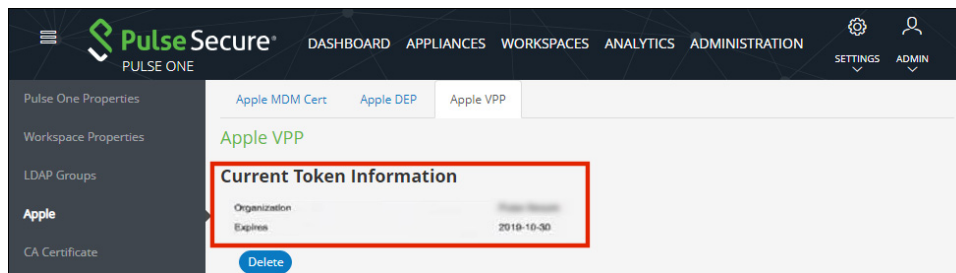 Pulse Secure®
PULSE ONE
DASHBOARD APPLIANCES WORKSPACES ANALYTICS ADMINISTRATION
SETTINGS ADMIN
Pulse One Properties
Workspace Properties
LDAP Groups
Apple
CA Certificate
Apple MDM Cert Apple DEP Apple VPP
Apple VPP
Current Token Information
Organization
Expires 2019-10-30
Delete